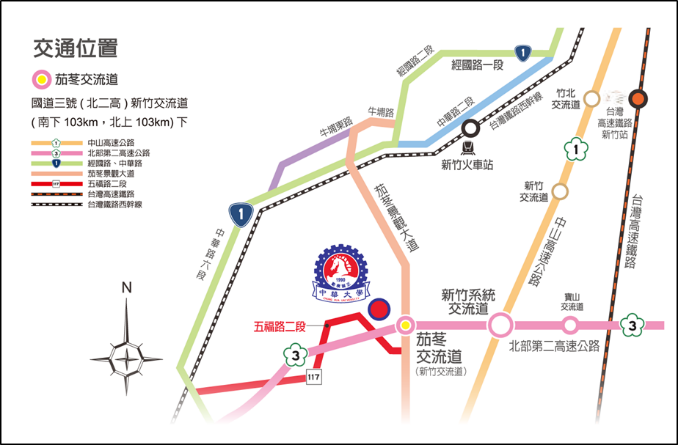 交通位置
茄苳交流道
國道三號 ( 北二高 ) 新竹交流道
( 南下 103km，北上 103km) 下
1 中山高速公路
3 北部第二高速公路
1 經國路、中華路
茄苳景觀大道
117 五福路二段
台灣高速鐵路
台灣鐵路西幹線
經國路二段
經國路一段
1
牛埔路
牛埔東路
中華路二段
台灣鐵路西幹線
新竹火車站
竹北
交流道
台灣
高速鐵路
新竹站
1
新竹
交流道
1
中華路六段
茄苳景觀大道
中山高速公路
台灣高速鐵路
1990
中華大學
新竹系統
交流道
寶山
交流道
五福路二段
3
茄苳
交流道
(新竹交流道)
北部第二高速公路
3
117
N